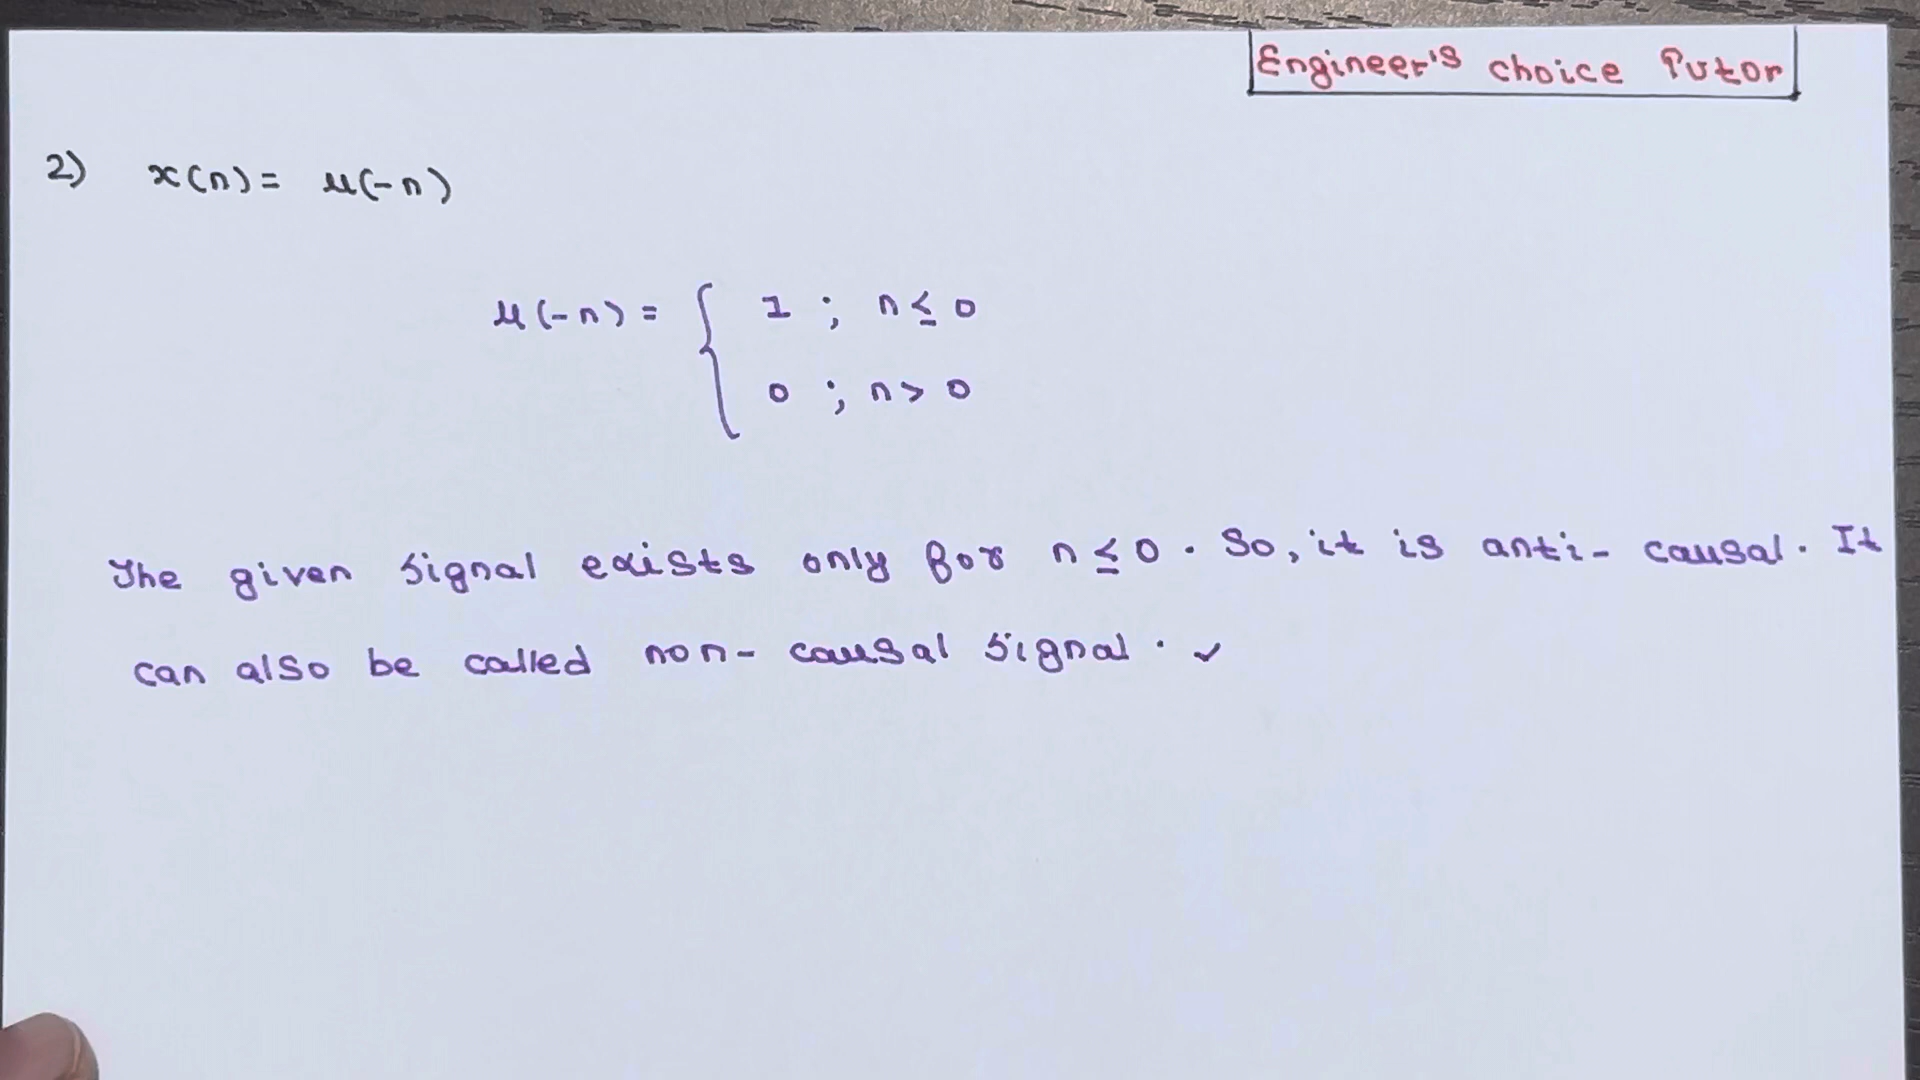 Engineer's choice Tutor
2) x(n) = u(-n)
u(-n) = { 1 ; n ≤ 0
0 ; n > 0
The given signal exists only for n ≤ 0. So, it is anti-causal. It
can also be called non-causal signal. ✓